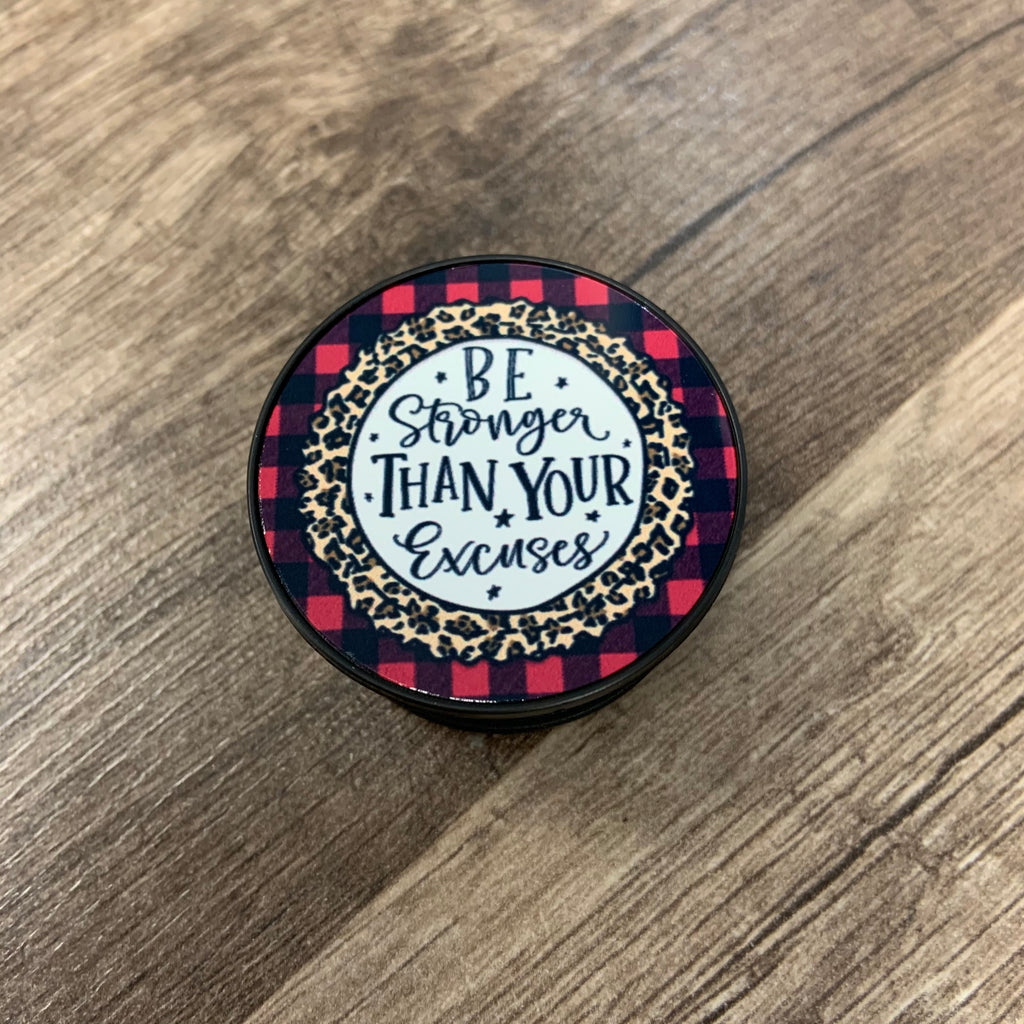 BE
Stronger
THAN YOUR
Excuses